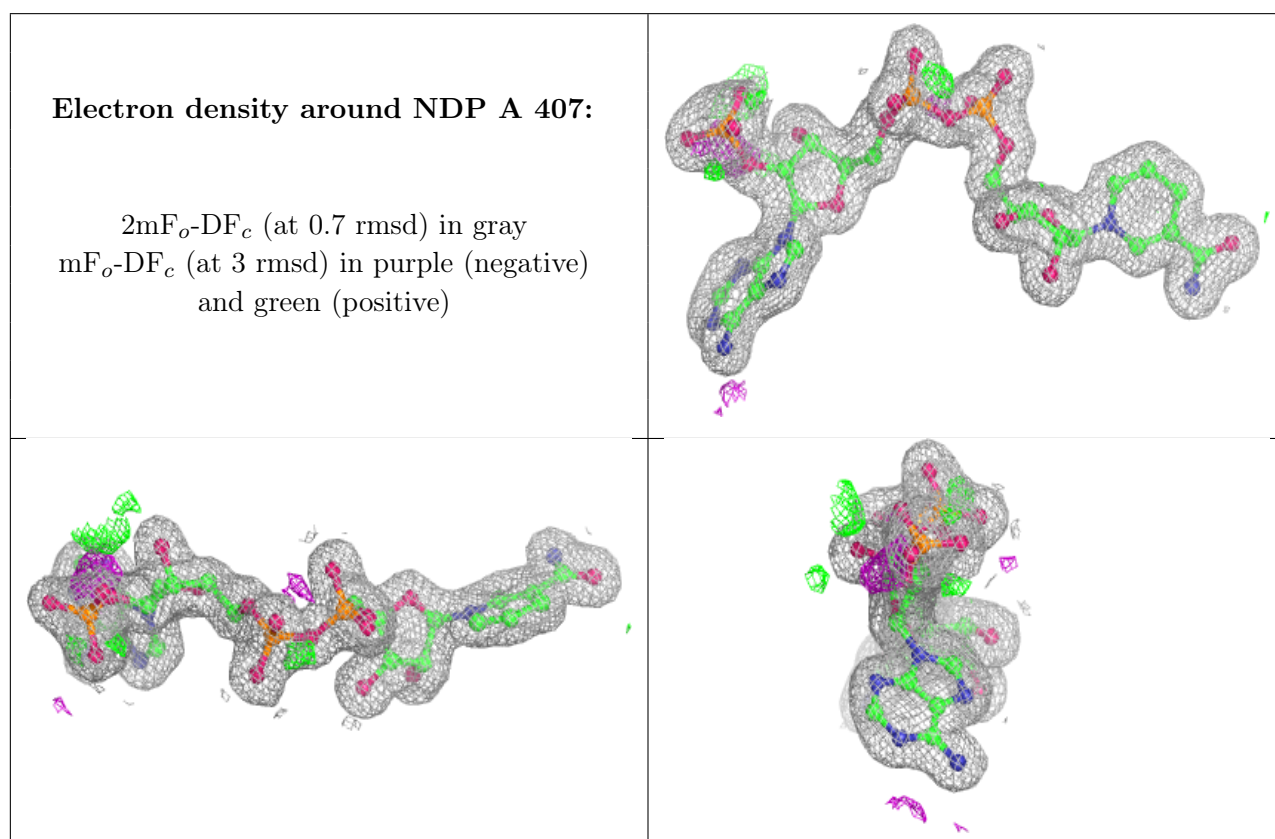 Electron density around NDP A 407:
2mFₒ-DF𝒸 (at 0.7 rmsd) in gray
mFₒ-DF𝒸 (at 3 rmsd) in purple (negative)
and green (positive)